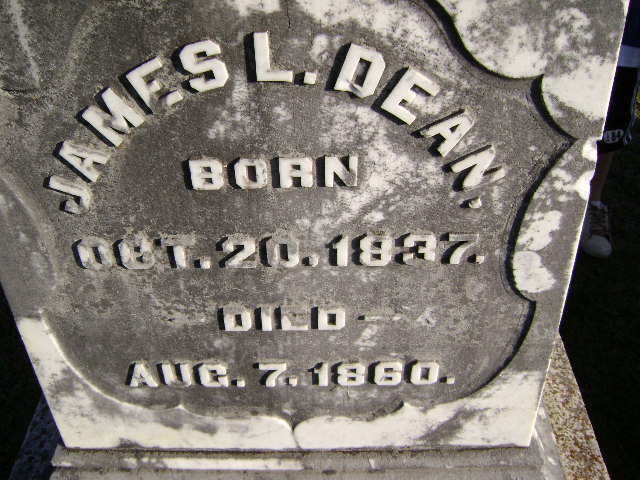 JAMES L. DEAN.
BORN
OCT. 20. 1837.
DIED
AUG. 7. 1860.